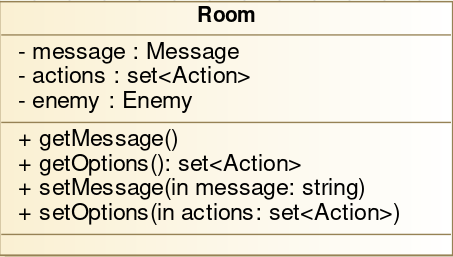 Room
- message : Message
- actions : set<Action>
- enemy : Enemy
+ getMessage()
+ getOptions(): set<Action>
+ setMessage(in message: string)
+ setOptions(in actions: set<Action>)